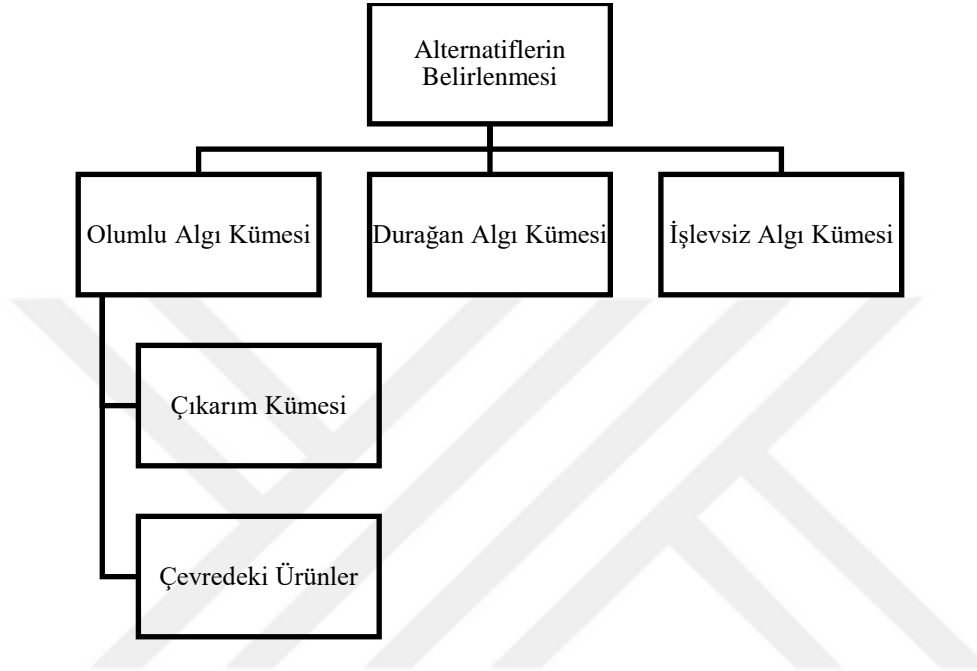 Alternatiflerin
Belirlenmesi
Olumlu Algı Kümesi
Durağan Algı Kümesi
İşlevsiz Algı Kümesi
Çıkarım Kümesi
Çevredeki Ürünler